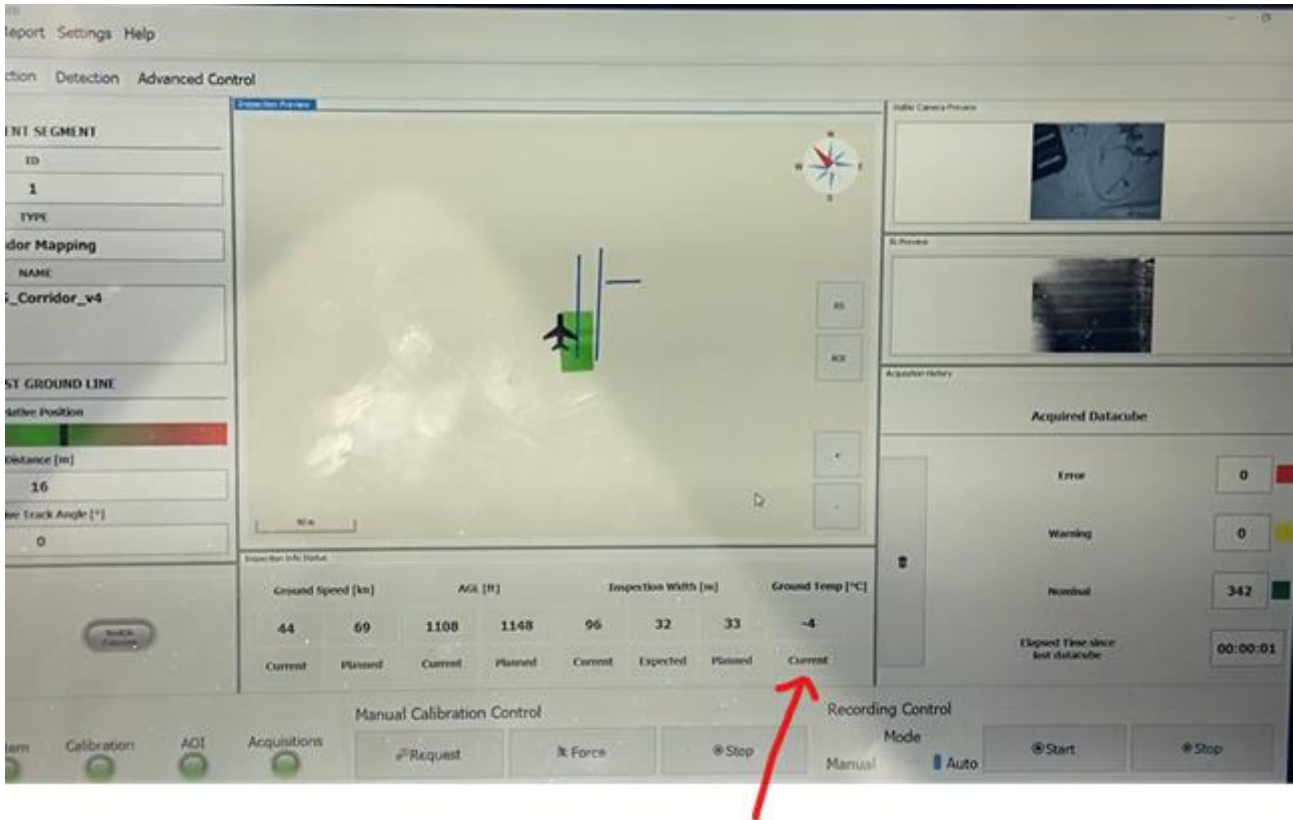 Report Settings Help
Detection Advanced Control
Inspection Preview
Visible Camera Preview
SEGMENT
ID
1
TYPE
dor Mapping
NAME
_Corridor_v4
ST GROUND LINE
Relative Position
Distance [m]
16
Track Angle [°]
0
N
W
E
S
RS
AOI
+
-
90 m
IR Preview
Acquisition History
Acquired Datacube
Error 0
Warning 0
Nominal 342
Elapsed Time since
last datacube
00:00:01
Inspection Info Status
Ground Speed [kn] AGL [ft] Inspection Width [m] Ground Temp [°C]
44 69 1108 1148 96 32 33 -4
Current Planned Current Planned Current Expected Planned Current
Manual Calibration Control
Recording Control
Calibration AOI Acquisitions
Request Force Stop
Mode
Manual Auto
Start Stop